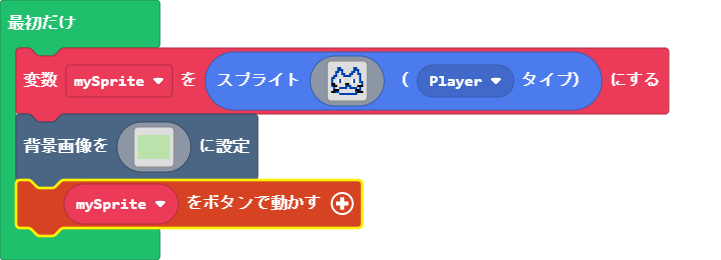 最初だけ
変数 mySprite を スプライト ( Player タイプ) にする
背景画像を に設定
mySprite をボタンで動かす